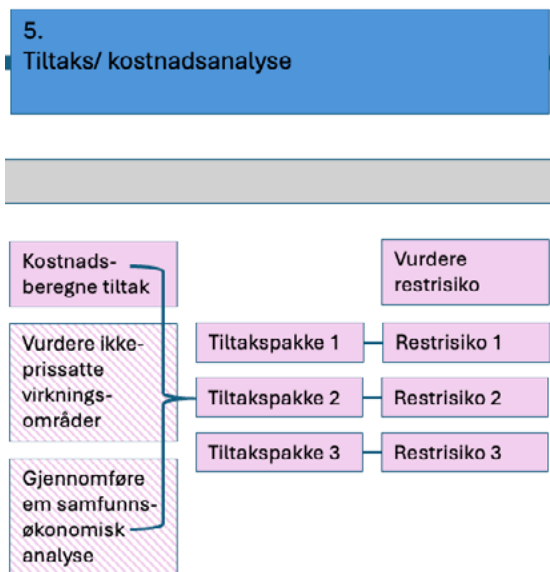 5.
Tiltaks/ kostnadsanalyse
Kostnads-
beregne tiltak
Vurdere
restrisiko
Vurdere ikke-
prissatte
virknings-
områder
Tiltakspakke 1
Restrisiko 1
Tiltakspakke 2
Restrisiko 2
Tiltakspakke 3
Restrisiko 3
Gjennomføre
em samfunns-
økonomisk
analyse